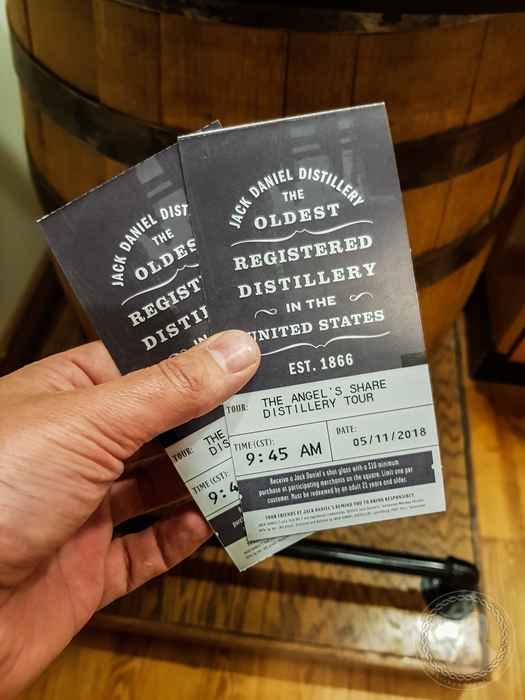 JACK DANIEL DISTILLERY
THE
OLDEST
REGISTERED
DISTILLERY
IN THE
UNITED STATES
EST. 1866
TOUR: THE ANGEL'S SHARE
DISTILLERY TOUR
TIME(CST):
9:45 AM
DATE:
05/11/2018
Receive a Jack Daniel's shot glass with a $10 minimum
purchase at participating merchants on the square. Limit one per
customer. Must be redeemed by an adult 21 years and older.
YOUR FRIENDS AT JACK DANIEL'S REMIND YOU TO DRINK RESPONSIBLY.
JACK DANIEL DIST
THE
OLDES
REGIST
DISTIL
IN
TOUR: THE
DIS
TIME(CST):
9:4